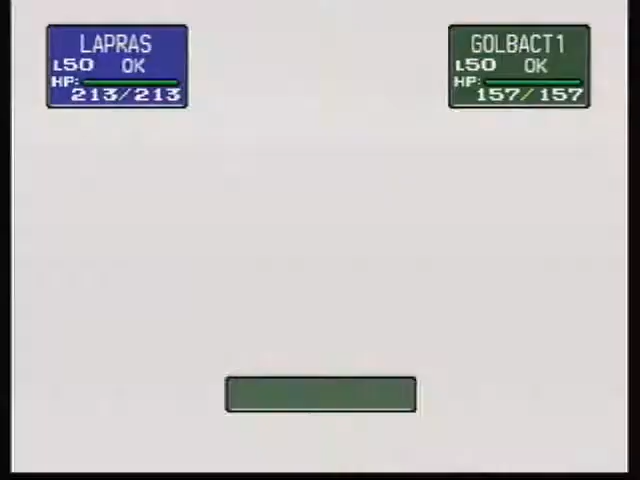 LAPRAS
L50 OK
HP:
213/213
GOLBACT1
L50 OK
HP:
157/157